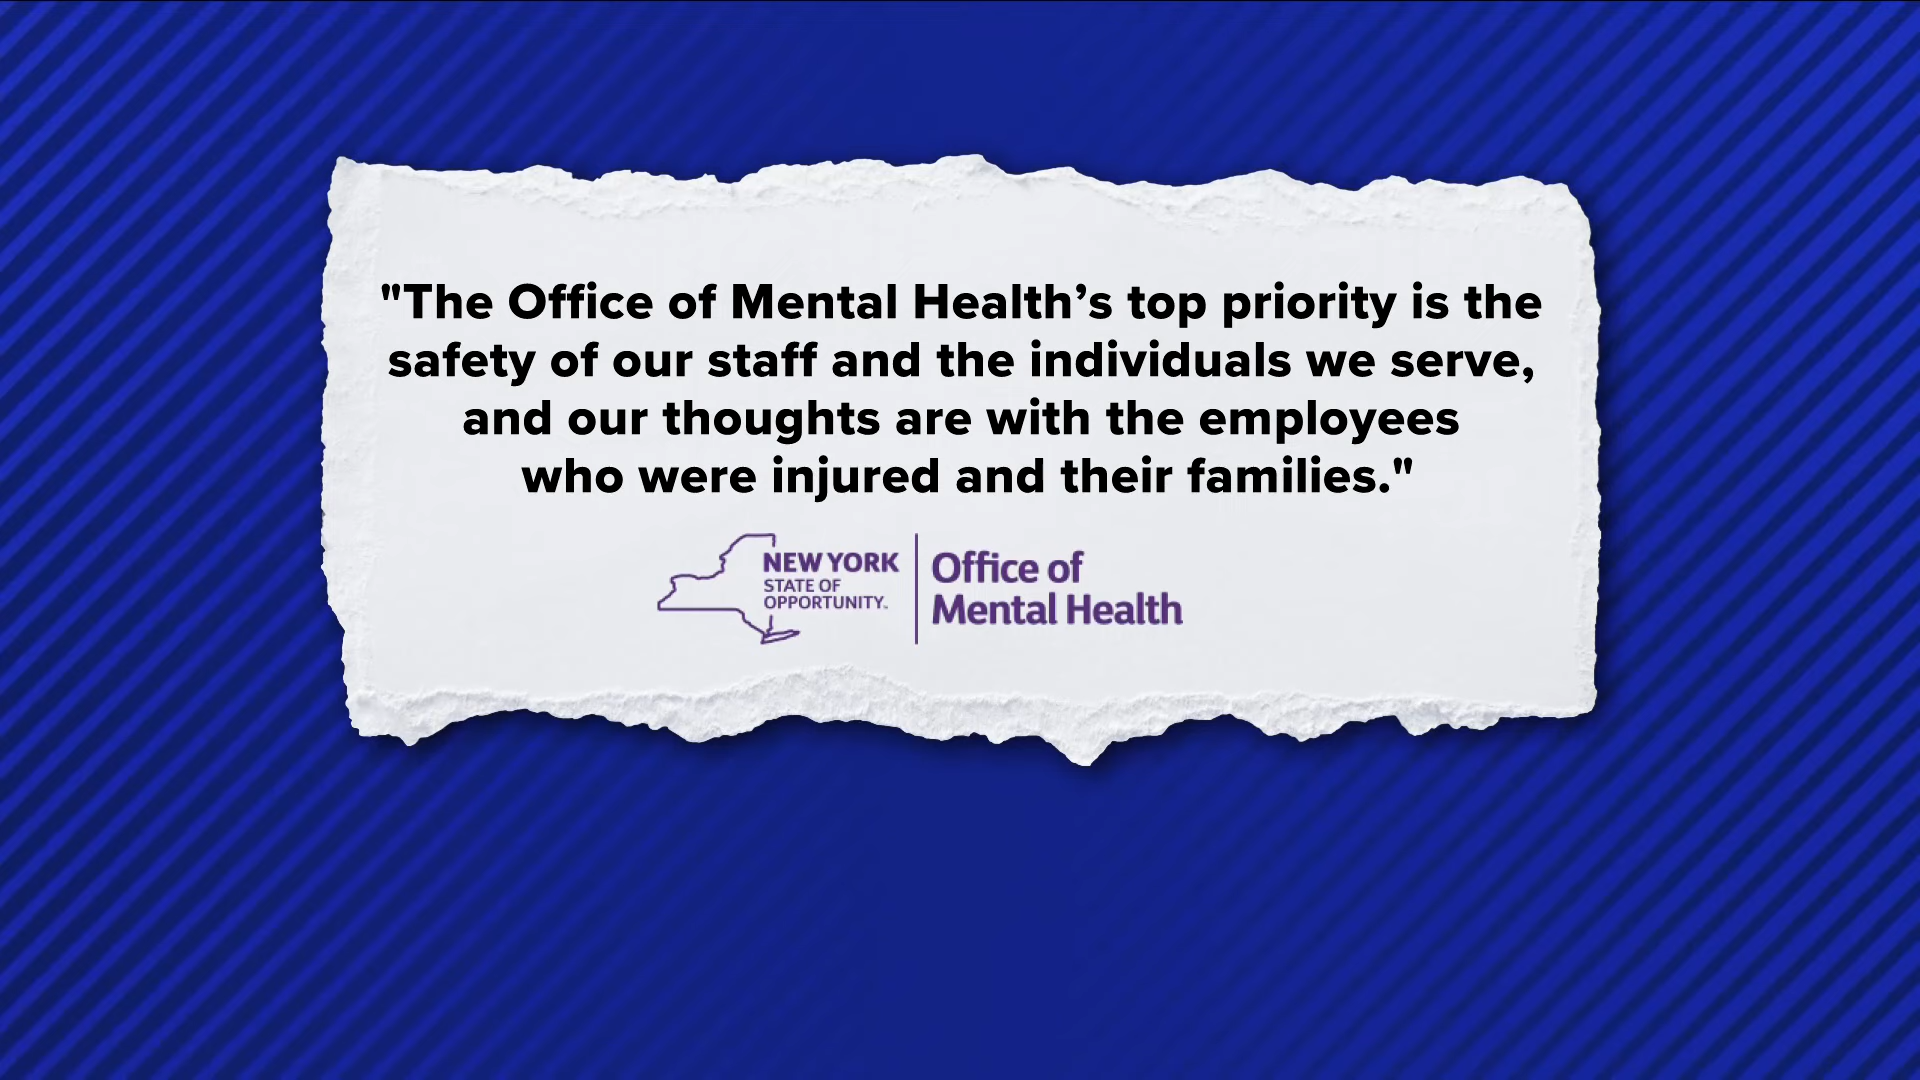 "The Office of Mental Health’s top priority is the
safety of our staff and the individuals we serve,
and our thoughts are with the employees
who were injured and their families."
NEW YORK
STATE OF
OPPORTUNITY™
Office of
Mental Health